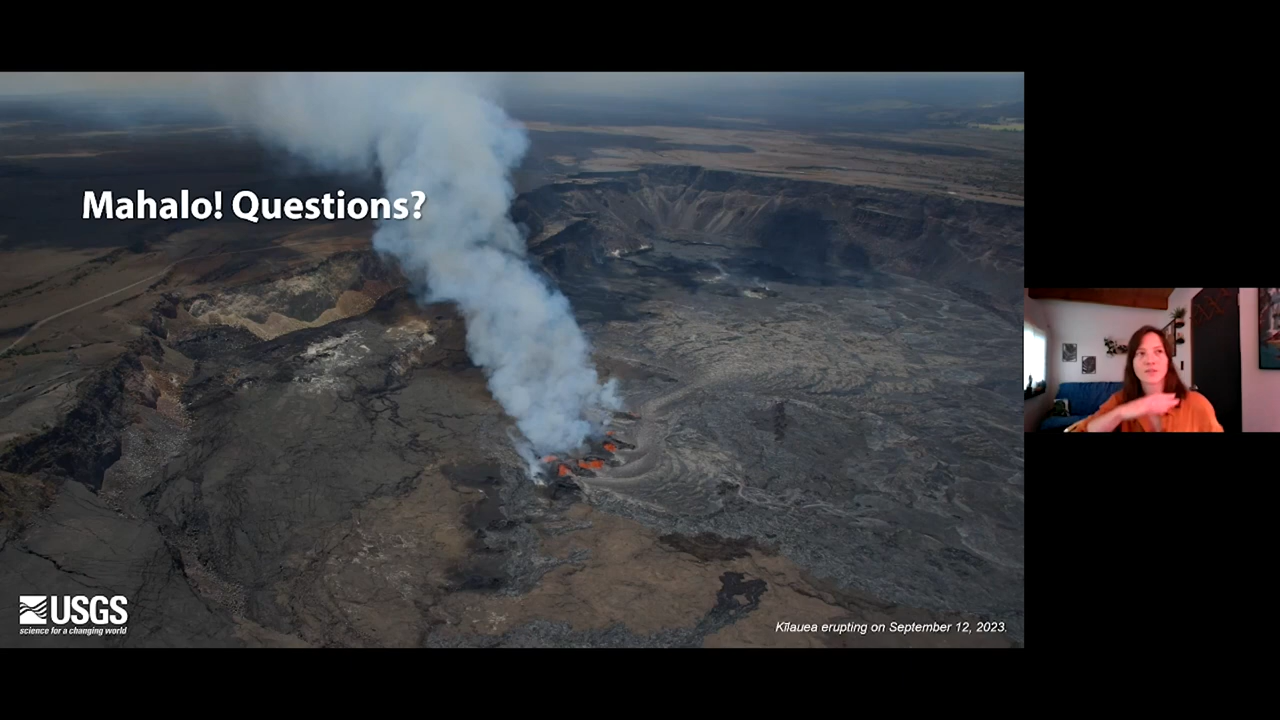 Mahalo! Questions?
USGS
science for a changing world
Kīlauea erupting on September 12, 2023.